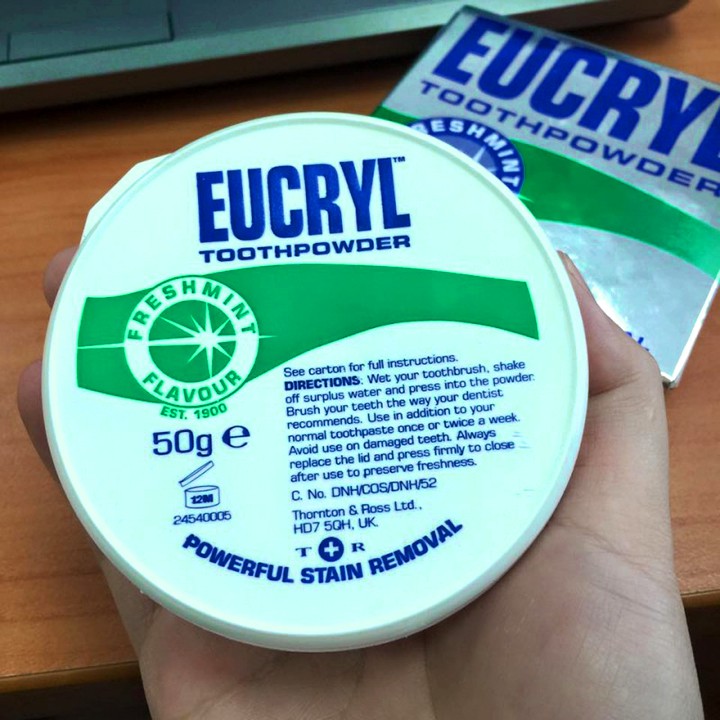 EUCRYL™
TOOTHPOWDER
FRESHMINT
FLAVOUR
EST. 1900
50g ℮
12M
24540005
See carton for full instructions.
DIRECTIONS: Wet your toothbrush, shake
off surplus water and press into the powder.
Brush your teeth the way your dentist
recommends. Use in addition to your
normal toothpaste once or twice a week.
Avoid use on damaged teeth. Always
replace the lid and press firmly to close
after use to preserve freshness.
C. No. DNH/COS/DNH/52
Thornton & Ross Ltd.,
HD7 5QH, UK.
T R
POWERFUL STAIN REMOVAL
EUCRYL
TOOTHPOWDER
RESHMINT